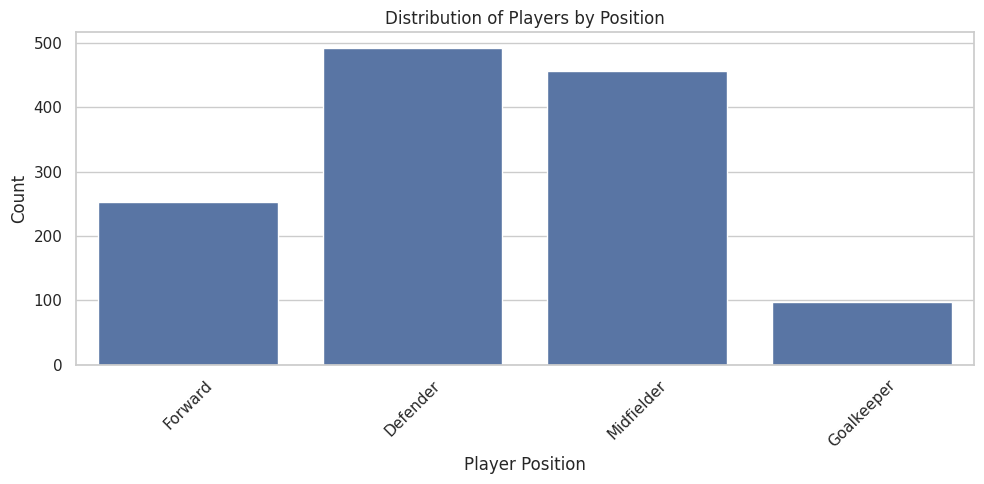 Distribution of Players by Position
Count
500
400
300
200
100
0
Forward
Defender
Midfielder
Goalkeeper
Player Position